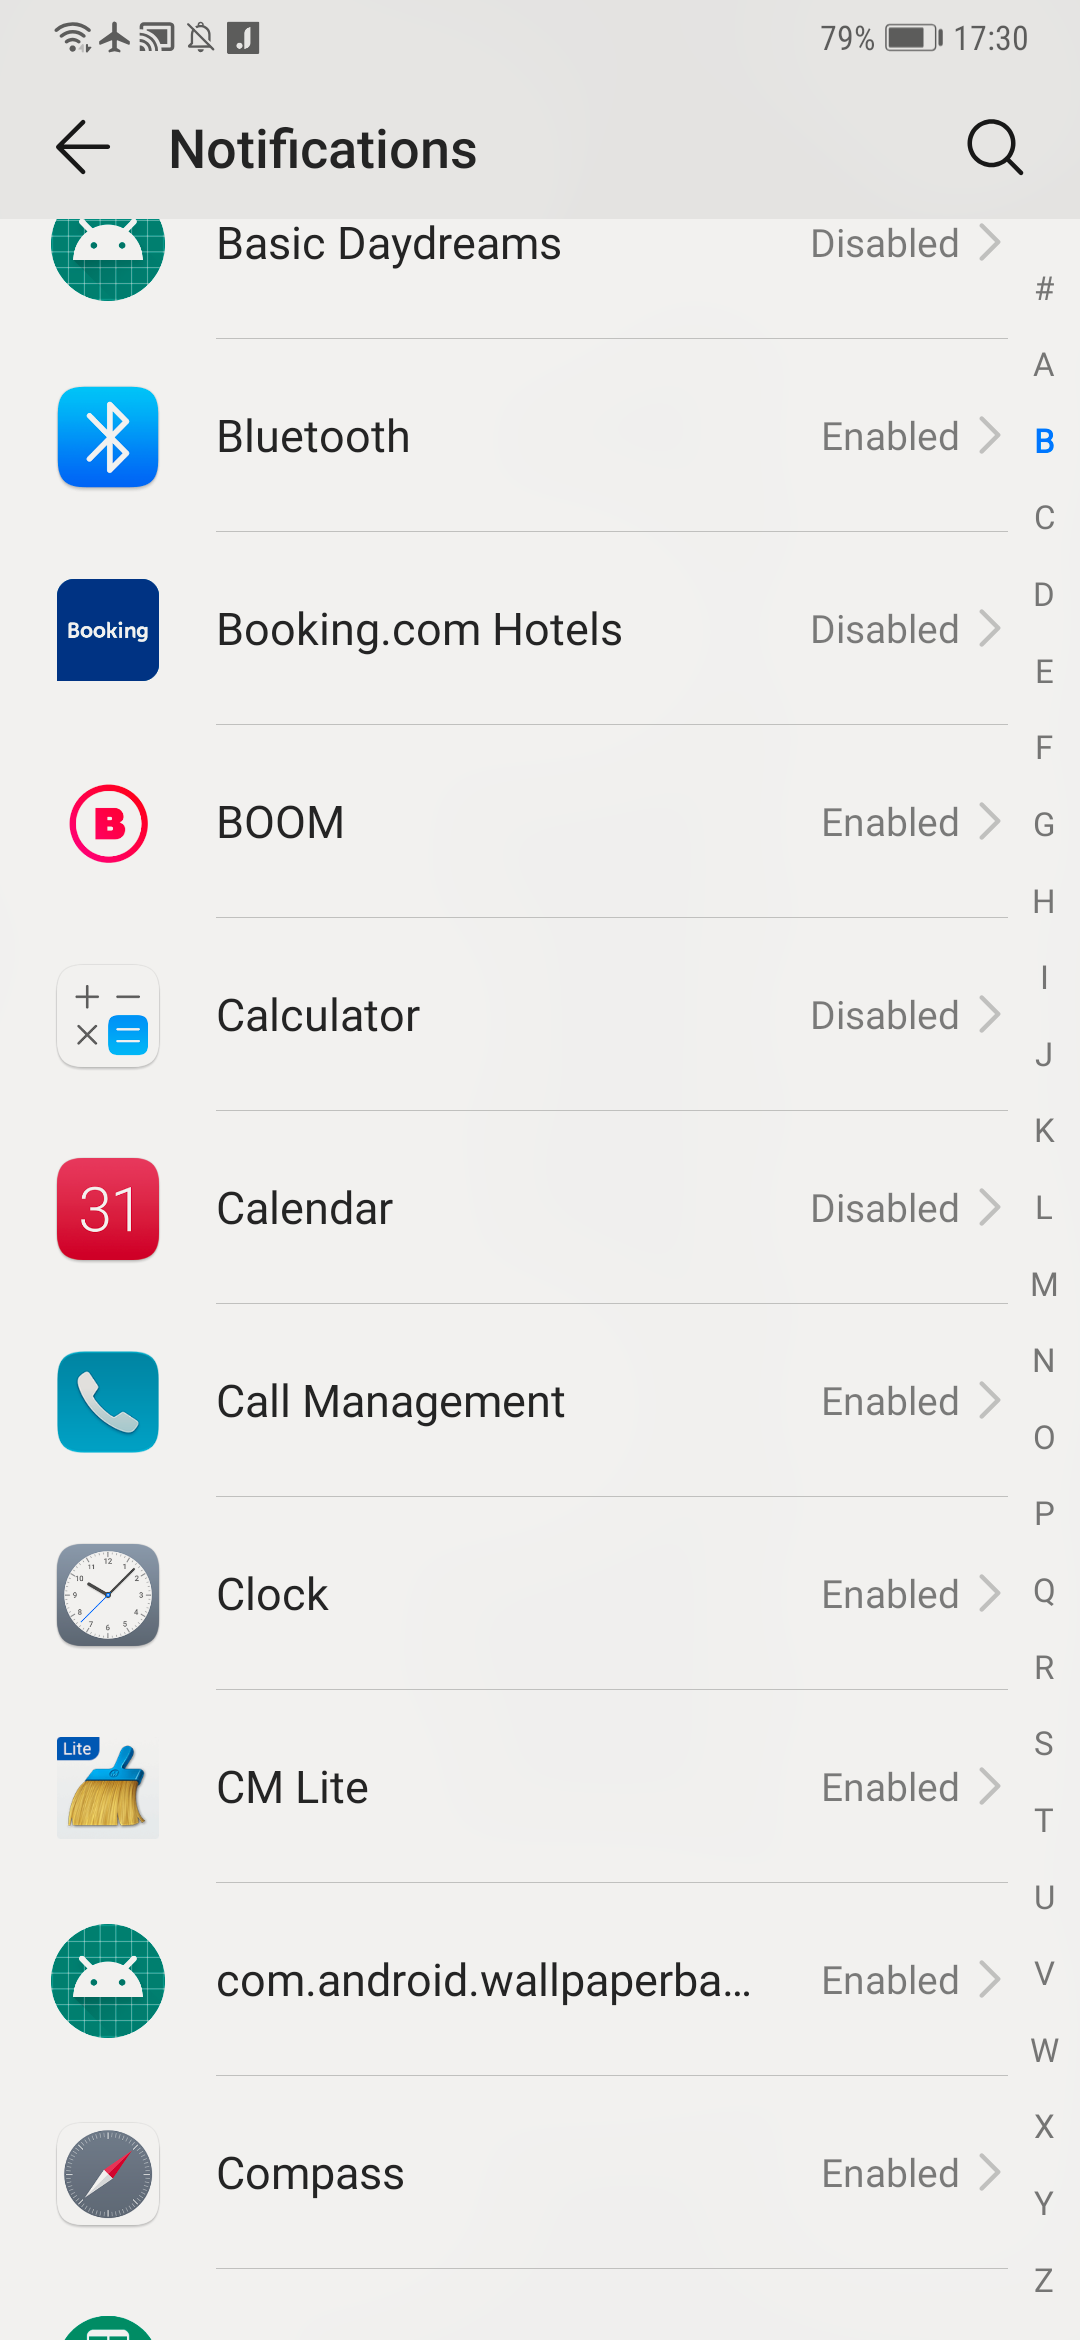 79% 17:30
Notifications
Basic Daydreams Disabled
#
A
Bluetooth Enabled
B
C
D
Booking Booking.com Hotels Disabled
E
F
B BOOM Enabled
G
H
I
Calculator Disabled
J
K
31 Calendar Disabled
L
M
N
Call Management Enabled
O
P
Q
Clock Enabled
R
S
Lite
CM Lite Enabled
T
U
V
com.android.wallpaperba... Enabled
W
X
Compass Enabled
Y
Z